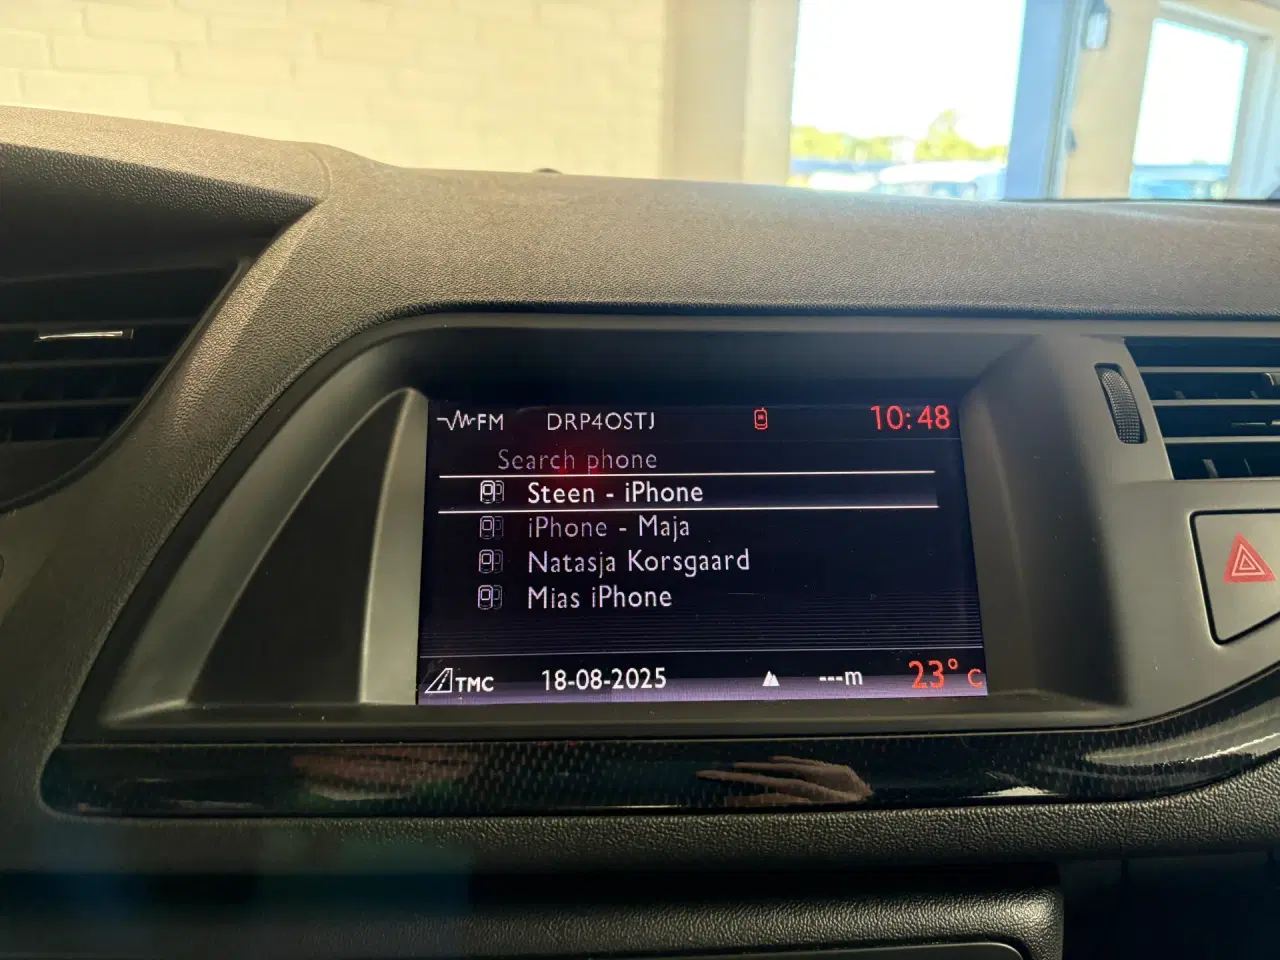 FM DRP4OSTJ 10:48
Search phone
Steen - iPhone
iPhone - Maja
Natasja Korsgaard
Mias iPhone
TMC 18-08-2025 ---m 23° C